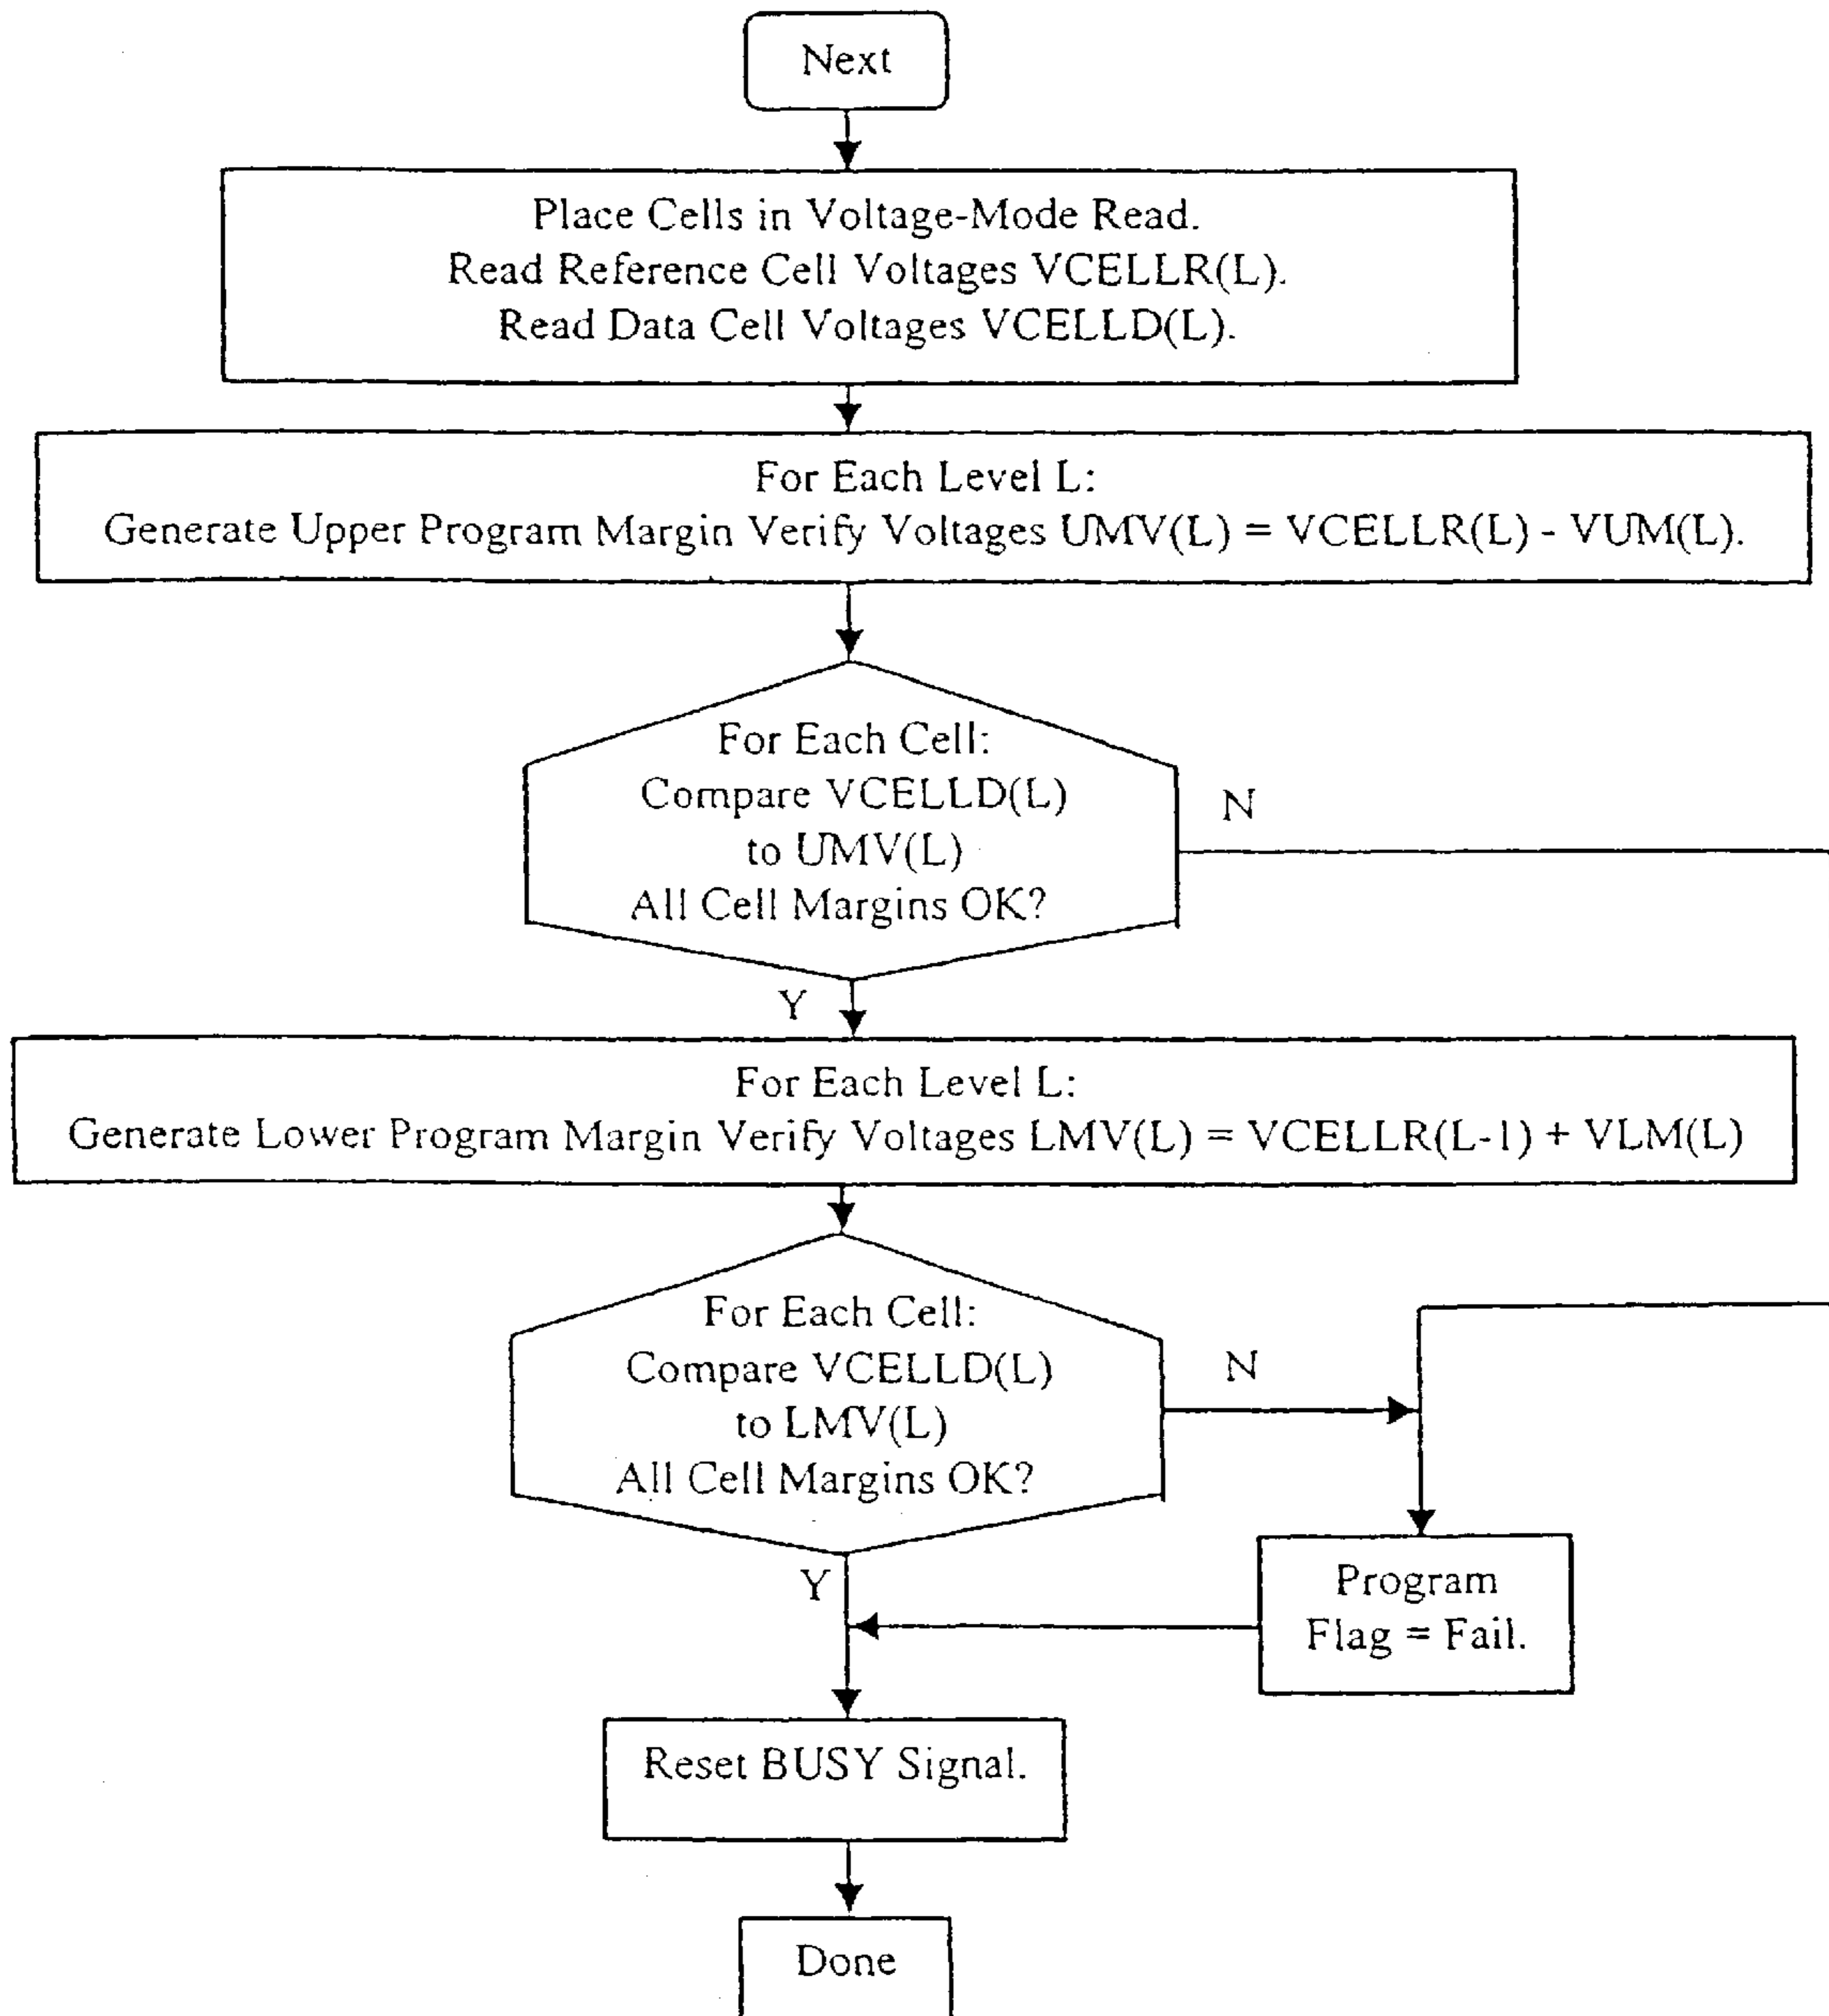 Next
Place Cells in Voltage-Mode Read.
Read Reference Cell Voltages VCELLR(L).
Read Data Cell Voltages VCELLD(L).
For Each Level L:
Generate Upper Program Margin Verify Voltages UMV(L) = VCELLR(L) - VUM(L).
For Each Cell:
Compare VCELLD(L)
to UMV(L)
All Cell Margins OK?
N
Y
For Each Level L:
Generate Lower Program Margin Verify Voltages LMV(L) = VCELLR(L-1) + VLM(L)
For Each Cell:
Compare VCELLD(L)
to LMV(L)
All Cell Margins OK?
N
Y
Program
Flag = Fail.
Reset BUSY Signal.
Done